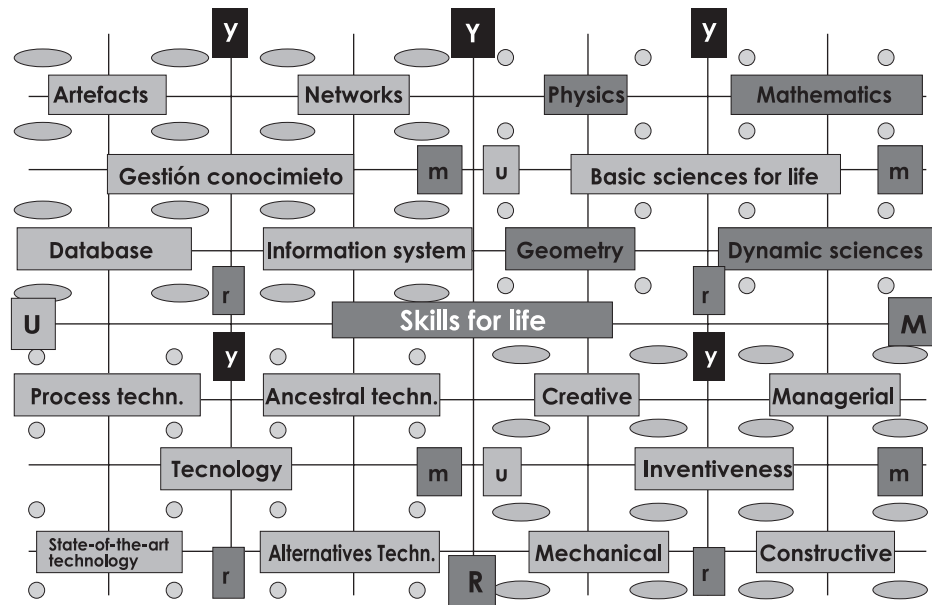 y Y y
Artefacts Networks Physics Mathematics
Gestión conocimieto m u Basic sciences for life m
Database Information system Geometry Dynamic sciences
r r
U Skills for life M
y y
Process techn. Ancestral techn. Creative Managerial
Tecnology m u Inventiveness m
State-of-the-art
technology
Alternatives Techn. Mechanical Constructive
r R r